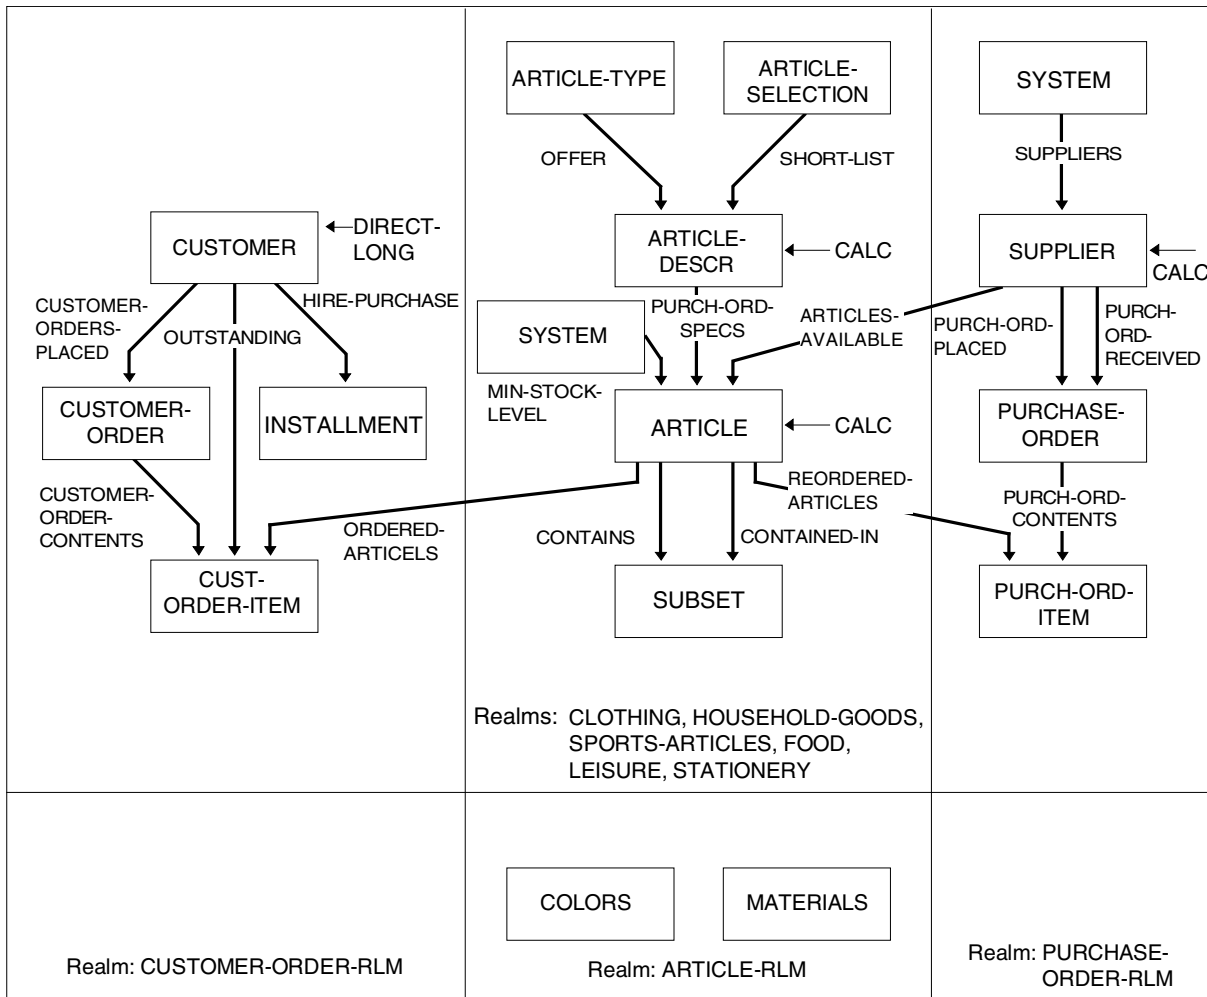 ARTICLE-TYPE
ARTICLE-
SELECTION
SYSTEM
OFFER
SHORT-LIST
SUPPLIERS
CUSTOMER
DIRECT-
LONG
ARTICLE-
DESCR
CALC
SUPPLIER
CALC
CUSTOMER-
ORDERS-
PLACED
OUTSTANDING
HIRE-PURCHASE
SYSTEM
PURCH-ORD-
SPECS
ARTICLES-
AVAILABLE
PURCH-ORD-
PLACED
PURCH-
ORD-
RECEIVED
MIN-STOCK-
LEVEL
CUSTOMER-
ORDER
INSTALLMENT
ARTICLE
CALC
PURCHASE-
ORDER
CUSTOMER-
ORDER-
CONTENTS
ORDERED-
ARTICELS
CONTAINS
CONTAINED-IN
REORDERED-
ARTICLES
PURCH-ORD-
CONTENTS
CUST-
ORDER-ITEM
SUBSET
PURCH-ORD-
ITEM
Realms: CLOTHING, HOUSEHOLD-GOODS,
SPORTS-ARTICLES, FOOD,
LEISURE, STATIONERY
COLORS
MATERIALS
Realm: CUSTOMER-ORDER-RLM
Realm: ARTICLE-RLM
Realm: PURCHASE-
ORDER-RLM